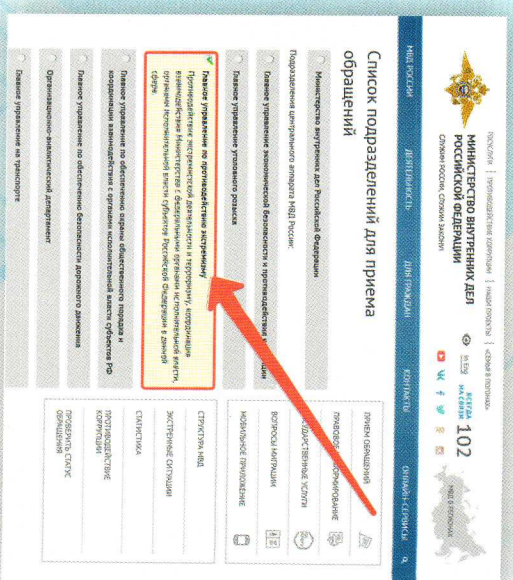 ГОСУСЛУГИ | ПРОТИВОДЕЙСТВИЕ КОРРУПЦИИ | НАШИ ПРОЕКТЫ | «СЕМЬЯ В ПОГОНАХ»
МИНИСТЕРСТВО ВНУТРЕННИХ ДЕЛ
РОССИЙСКОЙ ФЕДЕРАЦИИ
СЛУЖИМ РОССИИ, СЛУЖИМ ЗАКОНУ!
In Eng
ВСЕГДА
НА СВЯЗИ
102
МВД В РЕГИОНАХ
МВД РОССИИ ДЕЯТЕЛЬНОСТЬ ДЛЯ ГРАЖДАН КОНТАКТЫ ОНЛАЙН-СЕРВИСЫ
Список подразделений для приема
обращений
Министерство внутренних дел Российской Федерации
Подразделения центрального аппарата МВД России:
Главное управление экономической безопасности и противодействия
Главное управление уголовного розыска
Главное управление по противодействию экстремизму
Противодействие экстремистской деятельности и терроризму, координация
взаимодействия Министерства с федеральными органами исполнительной власти,
органами исполнительной власти субъектов Российской Федерации в данной
сфере.
Главное управление по обеспечению охраны общественного порядка и
координации взаимодействия с органами исполнительной власти субъектов РФ
Главное управление по обеспечению безопасности дорожного движения
Организационно-аналитический департамент
Главное управление на транспорте
ПРИЕМ ОБРАЩЕНИЙ
ПРАВОВОЕ
УСЛУГИ
ВОПРОСЫ МИГРАЦИИ
МОБИЛЬНОЕ ПРИЛОЖЕНИЕ
СТРУКТУРА МВД
ЭКСТРЕННЫЕ СИТУАЦИИ
СТАТИСТИКА
ПРОТИВОДЕЙСТВИЕ
КОРРУПЦИИ
ПРОВЕРИТЬ СТАТУС
ОБРАЩЕНИЯ